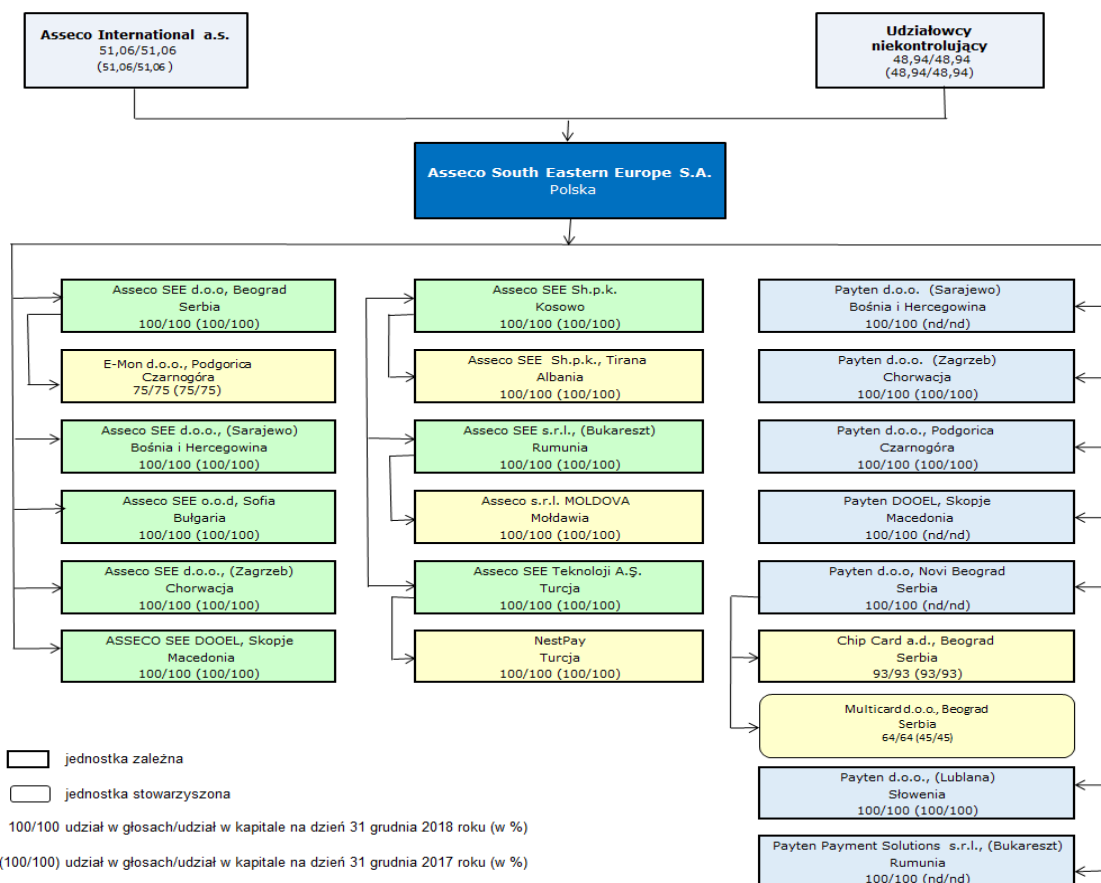 Asseco International a.s.
51,06/51,06
(51,06/51,06 )
Udziałowcy
niekontrolujący
48,94/48,94
(48,94/48,94)
Asseco South Eastern Europe S.A.
Polska
Asseco SEE d.o.o, Beograd
Serbia
100/100 (100/100)
E-Mon d.o.o., Podgorica
Czarnogóra
75/75 (75/75)
Asseco SEE d.o.o., (Sarajewo)
Bośnia i Hercegowina
100/100 (100/100)
Asseco SEE o.o.d, Sofia
Bułgaria
100/100 (100/100)
Asseco SEE d.o.o., (Zagrzeb)
Chorwacja
100/100 (100/100)
ASSECO SEE DOOEL, Skopje
Macedonia
100/100 (100/100)
Asseco SEE Sh.p.k.
Kosowo
100/100 (100/100)
Asseco SEE Sh.p.k., Tirana
Albania
100/100 (100/100)
Asseco SEE s.r.l., (Bukareszt)
Rumunia
100/100 (100/100)
Asseco s.r.l. MOLDOVA
Mołdawia
100/100 (100/100)
Asseco SEE Teknoloji A.Ş.
Turcja
100/100 (100/100)
NestPay
Turcja
100/100 (100/100)
Payten d.o.o. (Sarajewo)
Bośnia i Hercegowina
100/100 (nd/nd)
Payten d.o.o. (Zagrzeb)
Chorwacja
100/100 (100/100)
Payten d.o.o., Podgorica
Czarnogóra
100/100 (100/100)
Payten DOOEL, Skopje
Macedonia
100/100 (nd/nd)
Payten d.o.o, Novi Beograd
Serbia
100/100 (nd/nd)
Chip Card a.d., Beograd
Serbia
93/93 (93/93)
Multicard d.o.o., Beograd
Serbia
64/64 (45/45)
Payten d.o.o., (Lublana)
Słowenia
100/100 (100/100)
Payten Payment Solutions s.r.l., (Bukareszt)
Rumunia
100/100 (nd/nd)
jednostka zależna
jednostka stowarzyszona
100/100 udział w głosach/udział w kapitale na dzień 31 grudnia 2018 roku (w %)
(100/100) udział w głosach/udział w kapitale na dzień 31 grudnia 2017 roku (w %)